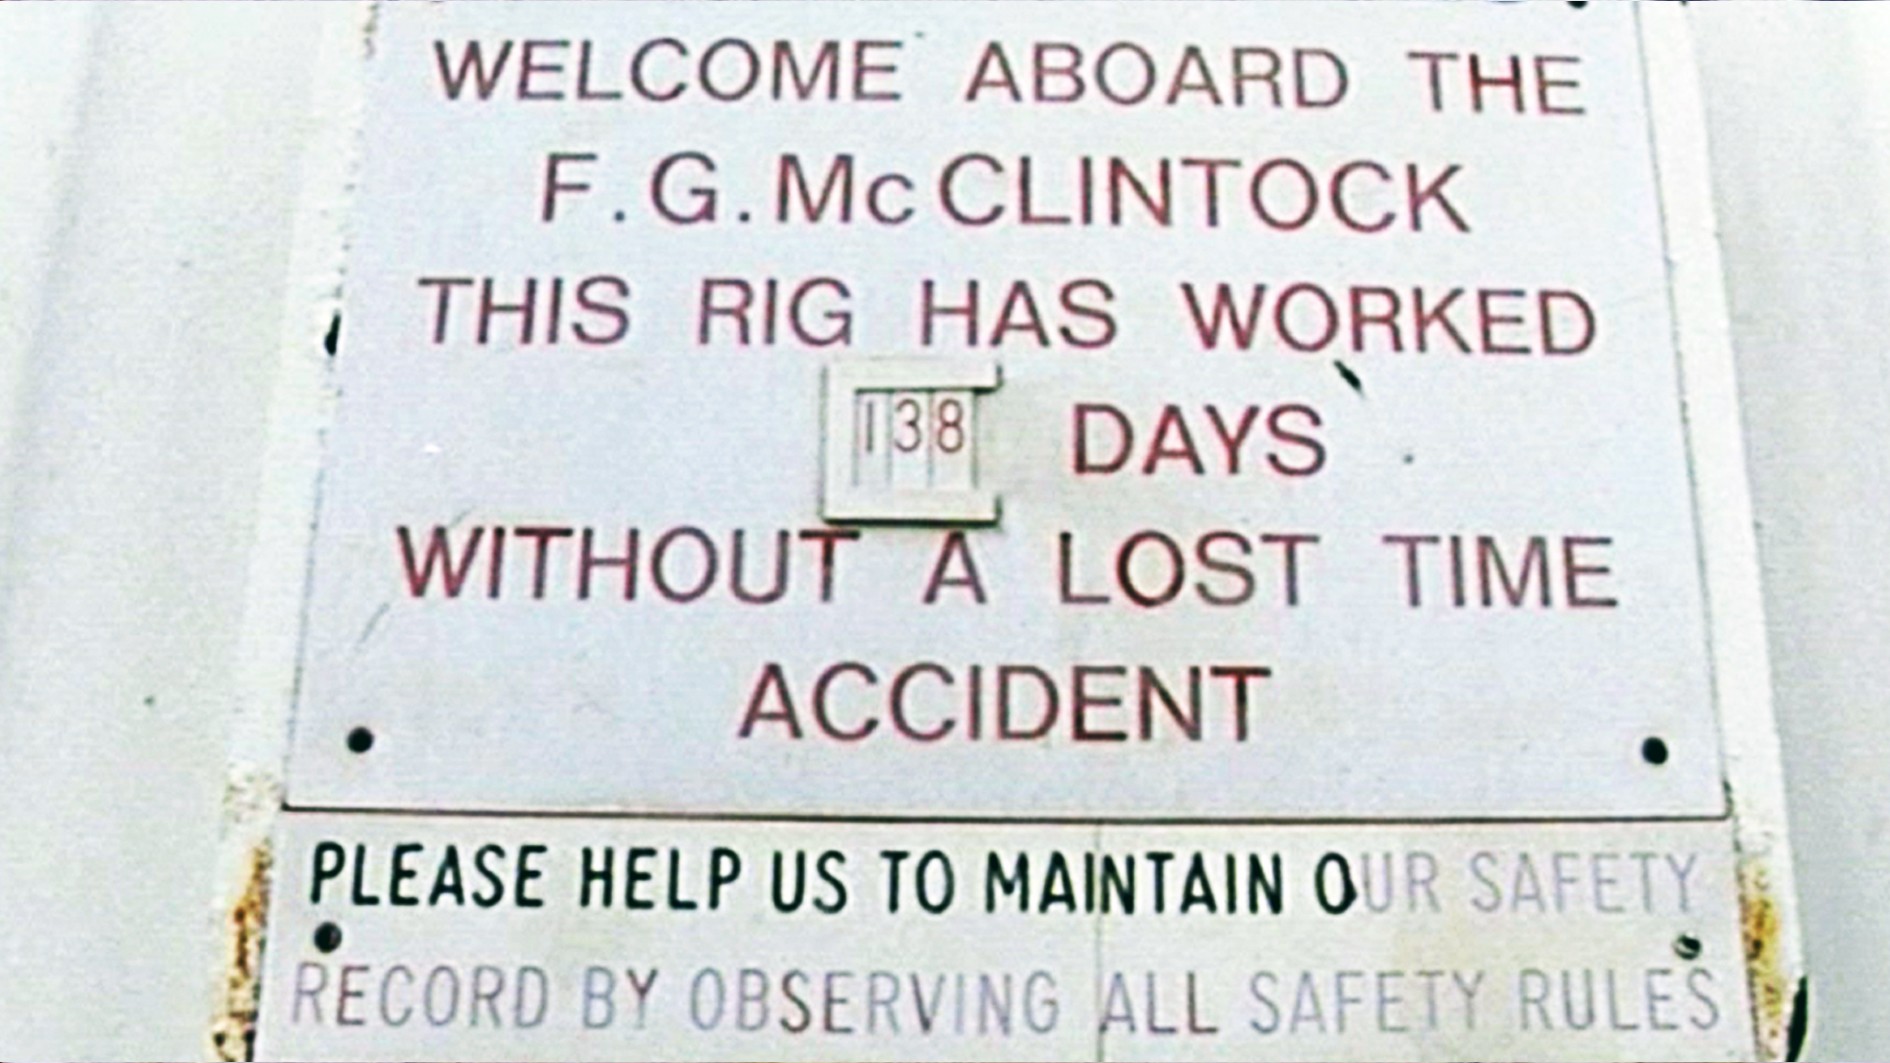 WELCOME ABOARD THE
F.G.McCLINTOCK
THIS RIG HAS WORKED
138 DAYS
WITHOUT A LOST TIME
ACCIDENT
PLEASE HELP US TO MAINTAIN OUR SAFETY
RECORD BY OBSERVING ALL SAFETY RULES